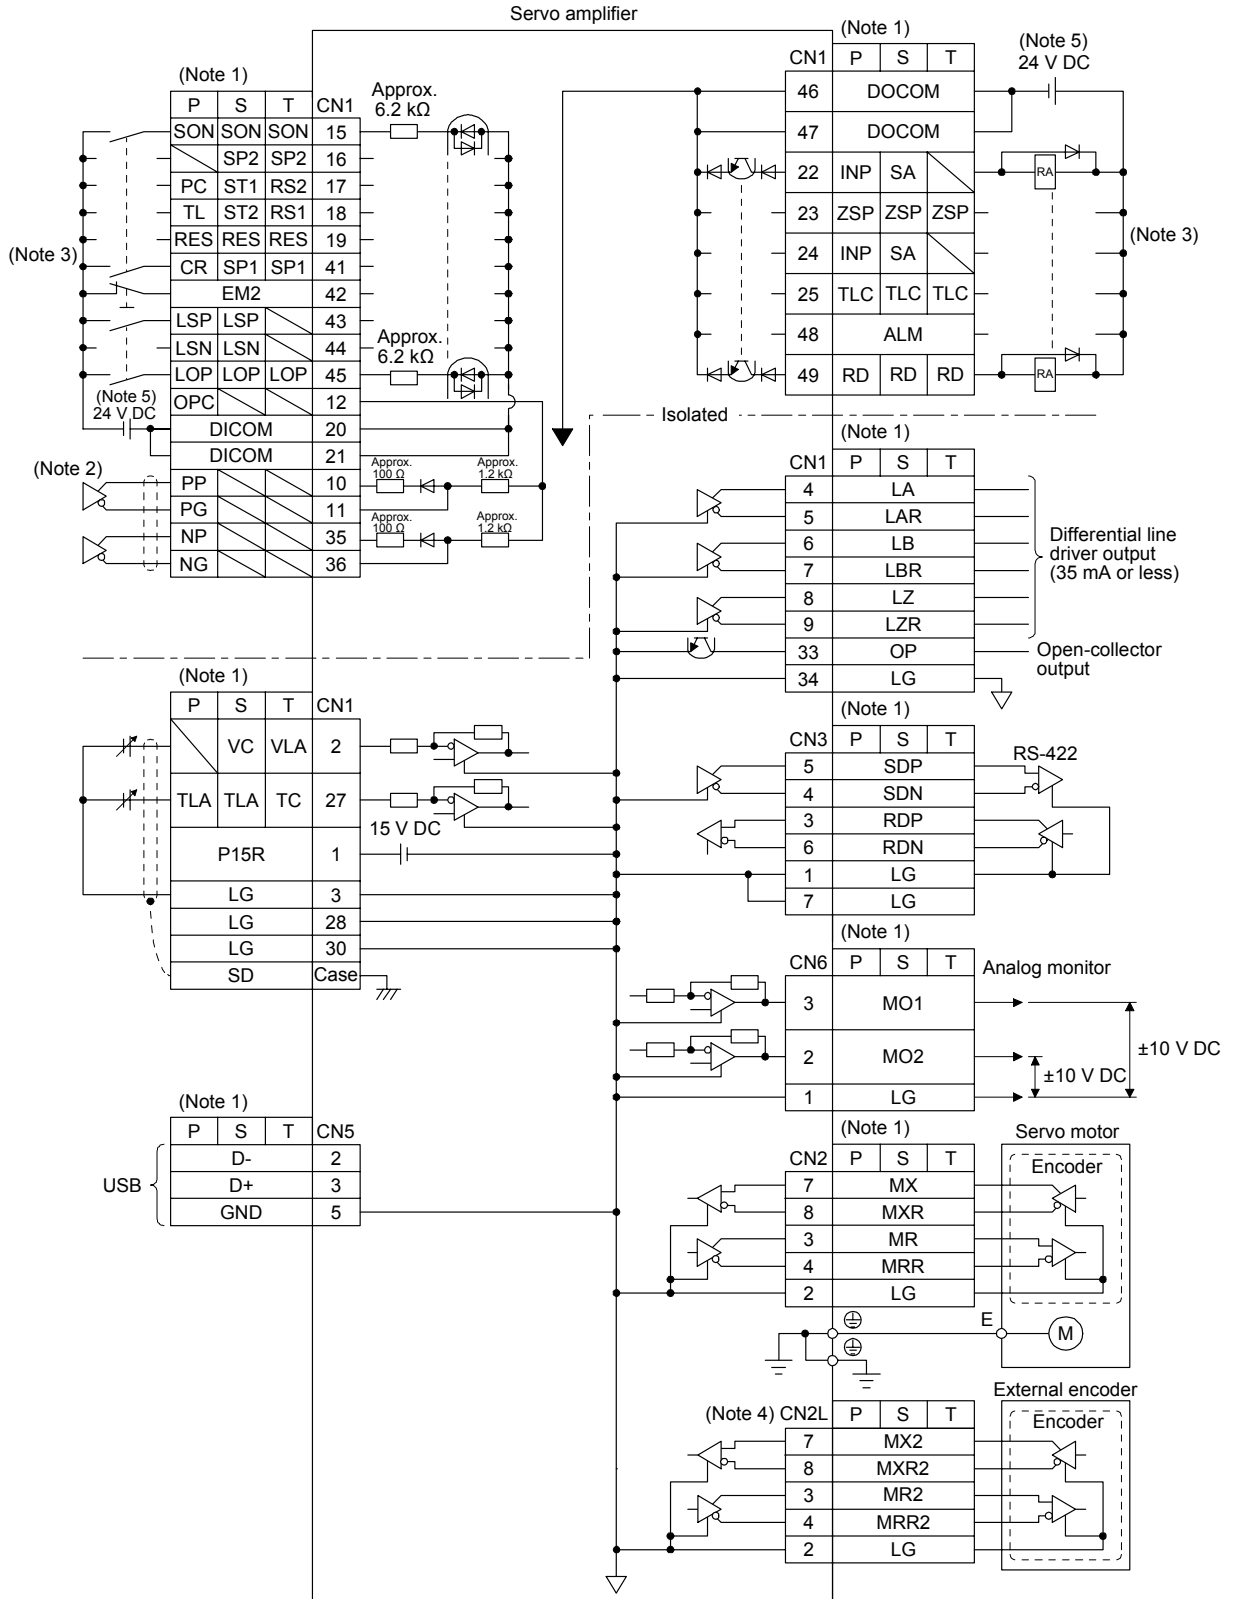 Servo amplifier
(Note 1)
P S T CN1
SON SON SON 15
SP2 SP2 16
PC ST1 RS2 17
TL ST2 RS1 18
RES RES RES 19
CR SP1 SP1 41
EM2 42
LSP LSP 43
LSN LSN 44
LOP LOP LOP 45
OPC 12
DICOM 20
DICOM 21
PP 10
PG 11
NP 35
NG 36
(Note 3)
(Note 5)
24 V DC
(Note 2)
Approx.
6.2 kΩ
Approx.
6.2 kΩ
Approx.
100 Ω
Approx.
1.2 kΩ
Approx.
100 Ω
Approx.
1.2 kΩ
(Note 1)
CN1 P S T
46 DOCOM
47 DOCOM
22 INP SA
23 ZSP ZSP ZSP
24 INP SA
25 TLC TLC TLC
48 ALM
49 RD RD RD
(Note 5)
24 V DC
RA
RA
(Note 3)
Isolated
(Note 1)
CN1 P S T
4 LA
5 LAR
6 LB
7 LBR
8 LZ
9 LZR
33 OP
34 LG
Differential line
driver output
(35 mA or less)
Open-collector
output
(Note 1)
P S T CN1
VC VLA 2
TLA TLA TC 27
P15R 1
LG 3
LG 28
LG 30
SD Case
15 V DC
(Note 1)
CN3 P S T
5 SDP
4 SDN
3 RDP
6 RDN
1 LG
7 LG
RS-422
(Note 1)
CN6 P S T
3 MO1
2 MO2
1 LG
Analog monitor
±10 V DC
±10 V DC
(Note 1)
P S T CN5
D- 2
D+ 3
GND 5
USB
(Note 1)
CN2 P S T
7 MX
8 MXR
3 MR
4 MRR
2 LG
Servo motor
Encoder
E
M
External encoder
(Note 4) CN2L P S T
7 MX2
8 MXR2
3 MR2
4 MRR2
2 LG
Encoder